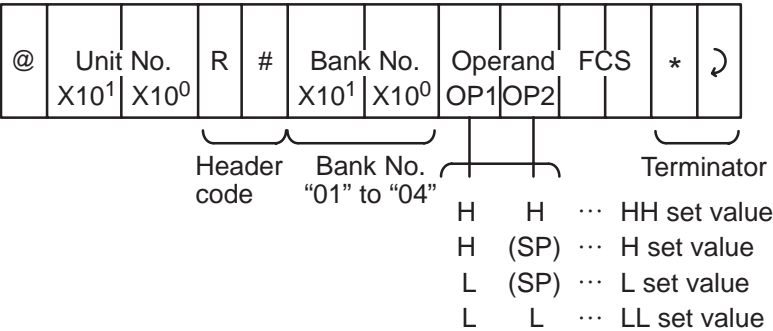 @ Unit No. R # Bank No. Operand FCS * ⤸
X10¹ X10⁰ X10¹ X10⁰ OP1 OP2
Header code Bank No. "01" to "04" Terminator
H H ··· HH set value
H (SP) ··· H set value
L (SP) ··· L set value
L L ··· LL set value